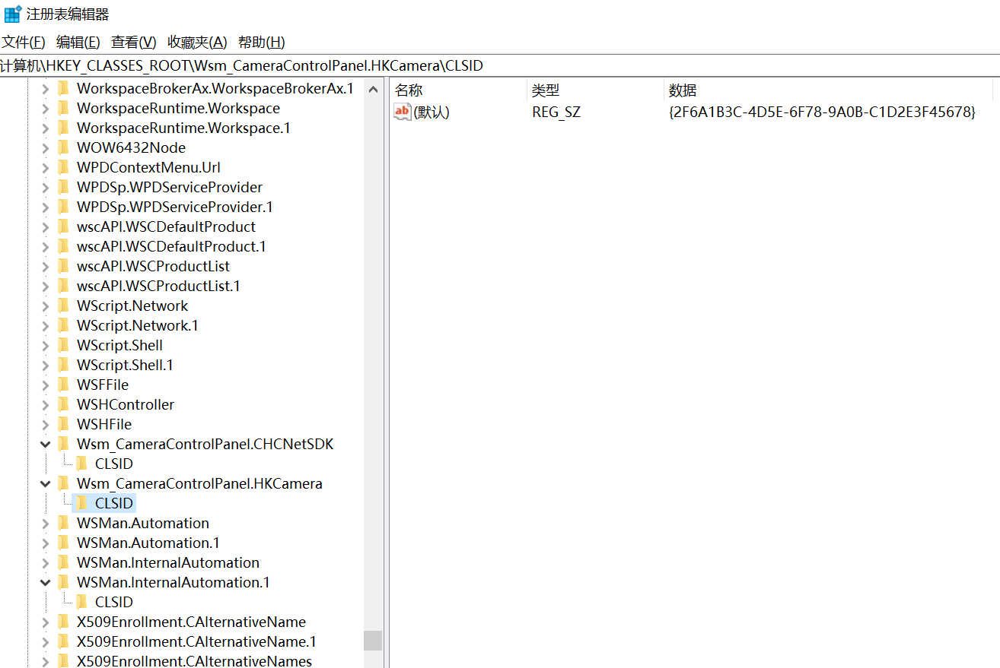 注册表编辑器
文件(F) 编辑(E) 查看(V) 收藏夹(A) 帮助(H)
计算机\HKEY_CLASSES_ROOT\Wsm_CameraControlPanel.HKCamera\CLSID
WorkspaceBrokerAx.WorkspaceBrokerAx.1
WorkspaceRuntime.Workspace
WorkspaceRuntime.Workspace.1
WOW6432Node
WPDContextMenu.Url
WPDSp.WPDServiceProvider
WPDSp.WPDServiceProvider.1
wscAPI.WSCDefaultProduct
wscAPI.WSCDefaultProduct.1
wscAPI.WSCProductList
wscAPI.WSCProductList.1
WScript.Network
WScript.Network.1
WScript.Shell
WScript.Shell.1
WSFFile
WSHController
WSHFile
Wsm_CameraControlPanel.CHCNetSDK
CLSID
Wsm_CameraControlPanel.HKCamera
CLSID
WSMan.Automation
WSMan.Automation.1
WSMan.InternalAutomation
WSMan.InternalAutomation.1
CLSID
X509Enrollment.CAlternativeName
X509Enrollment.CAlternativeName.1
X509Enrollment.CAlternativeNames
名称 类型 数据
ab (默认) REG_SZ {2F6A1B3C-4D5E-6F78-9A0B-C1D2E3F45678}